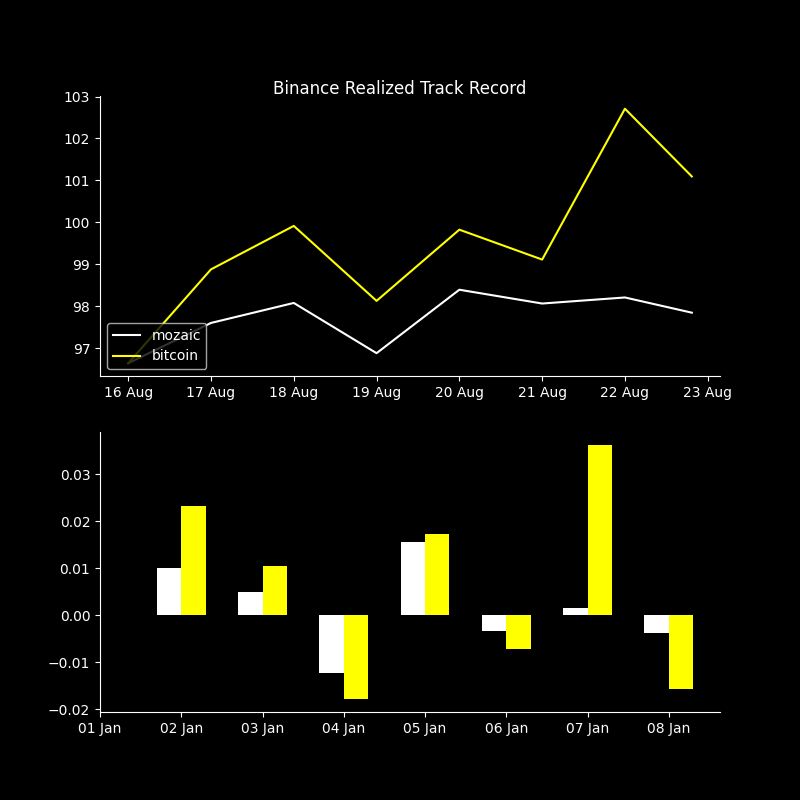 Binance Realized Track Record
103
102
101
100
99
98
97
mozaic
bitcoin
16 Aug 17 Aug 18 Aug 19 Aug 20 Aug 21 Aug 22 Aug 23 Aug
0.03
0.02
0.01
0.00
−0.01
−0.02
01 Jan 02 Jan 03 Jan 04 Jan 05 Jan 06 Jan 07 Jan 08 Jan